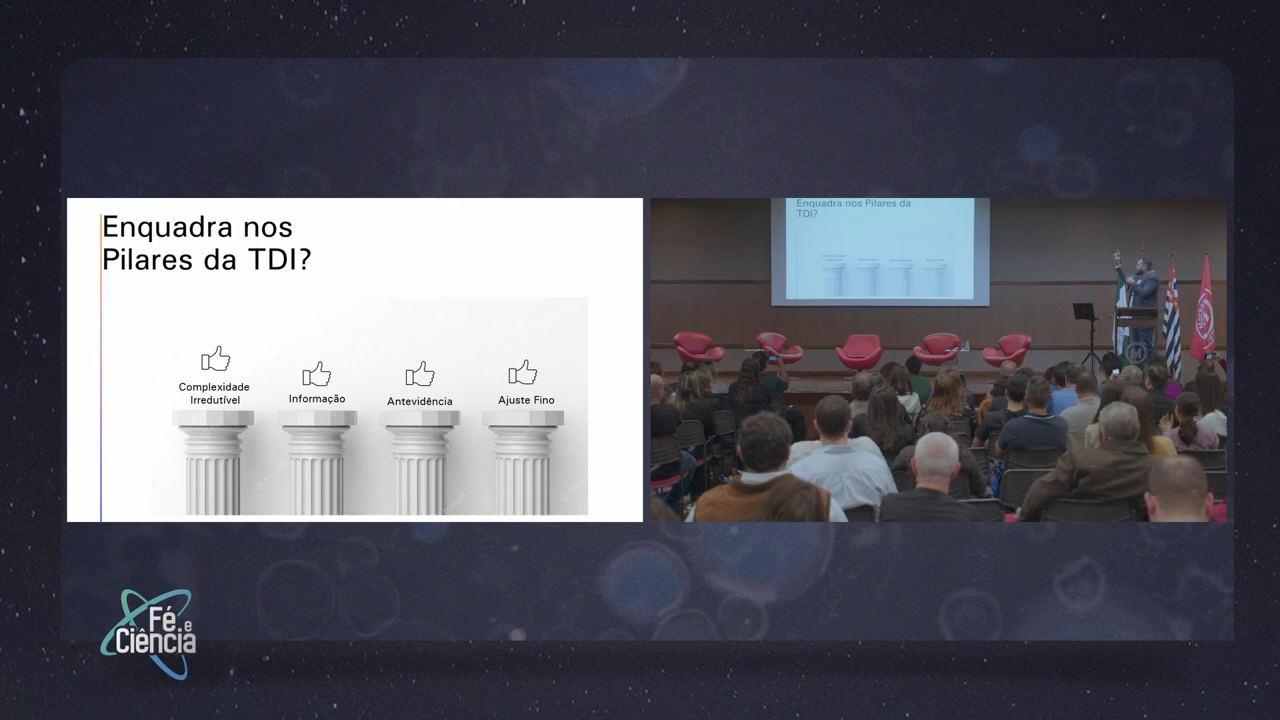 Enquadra nos
Pilares da TDI?
Complexidade
Irredutível
Informação
Antevidência
Ajuste Fino
Enquadra nos Pilares da
TDI?
M
Fé e
Ciência